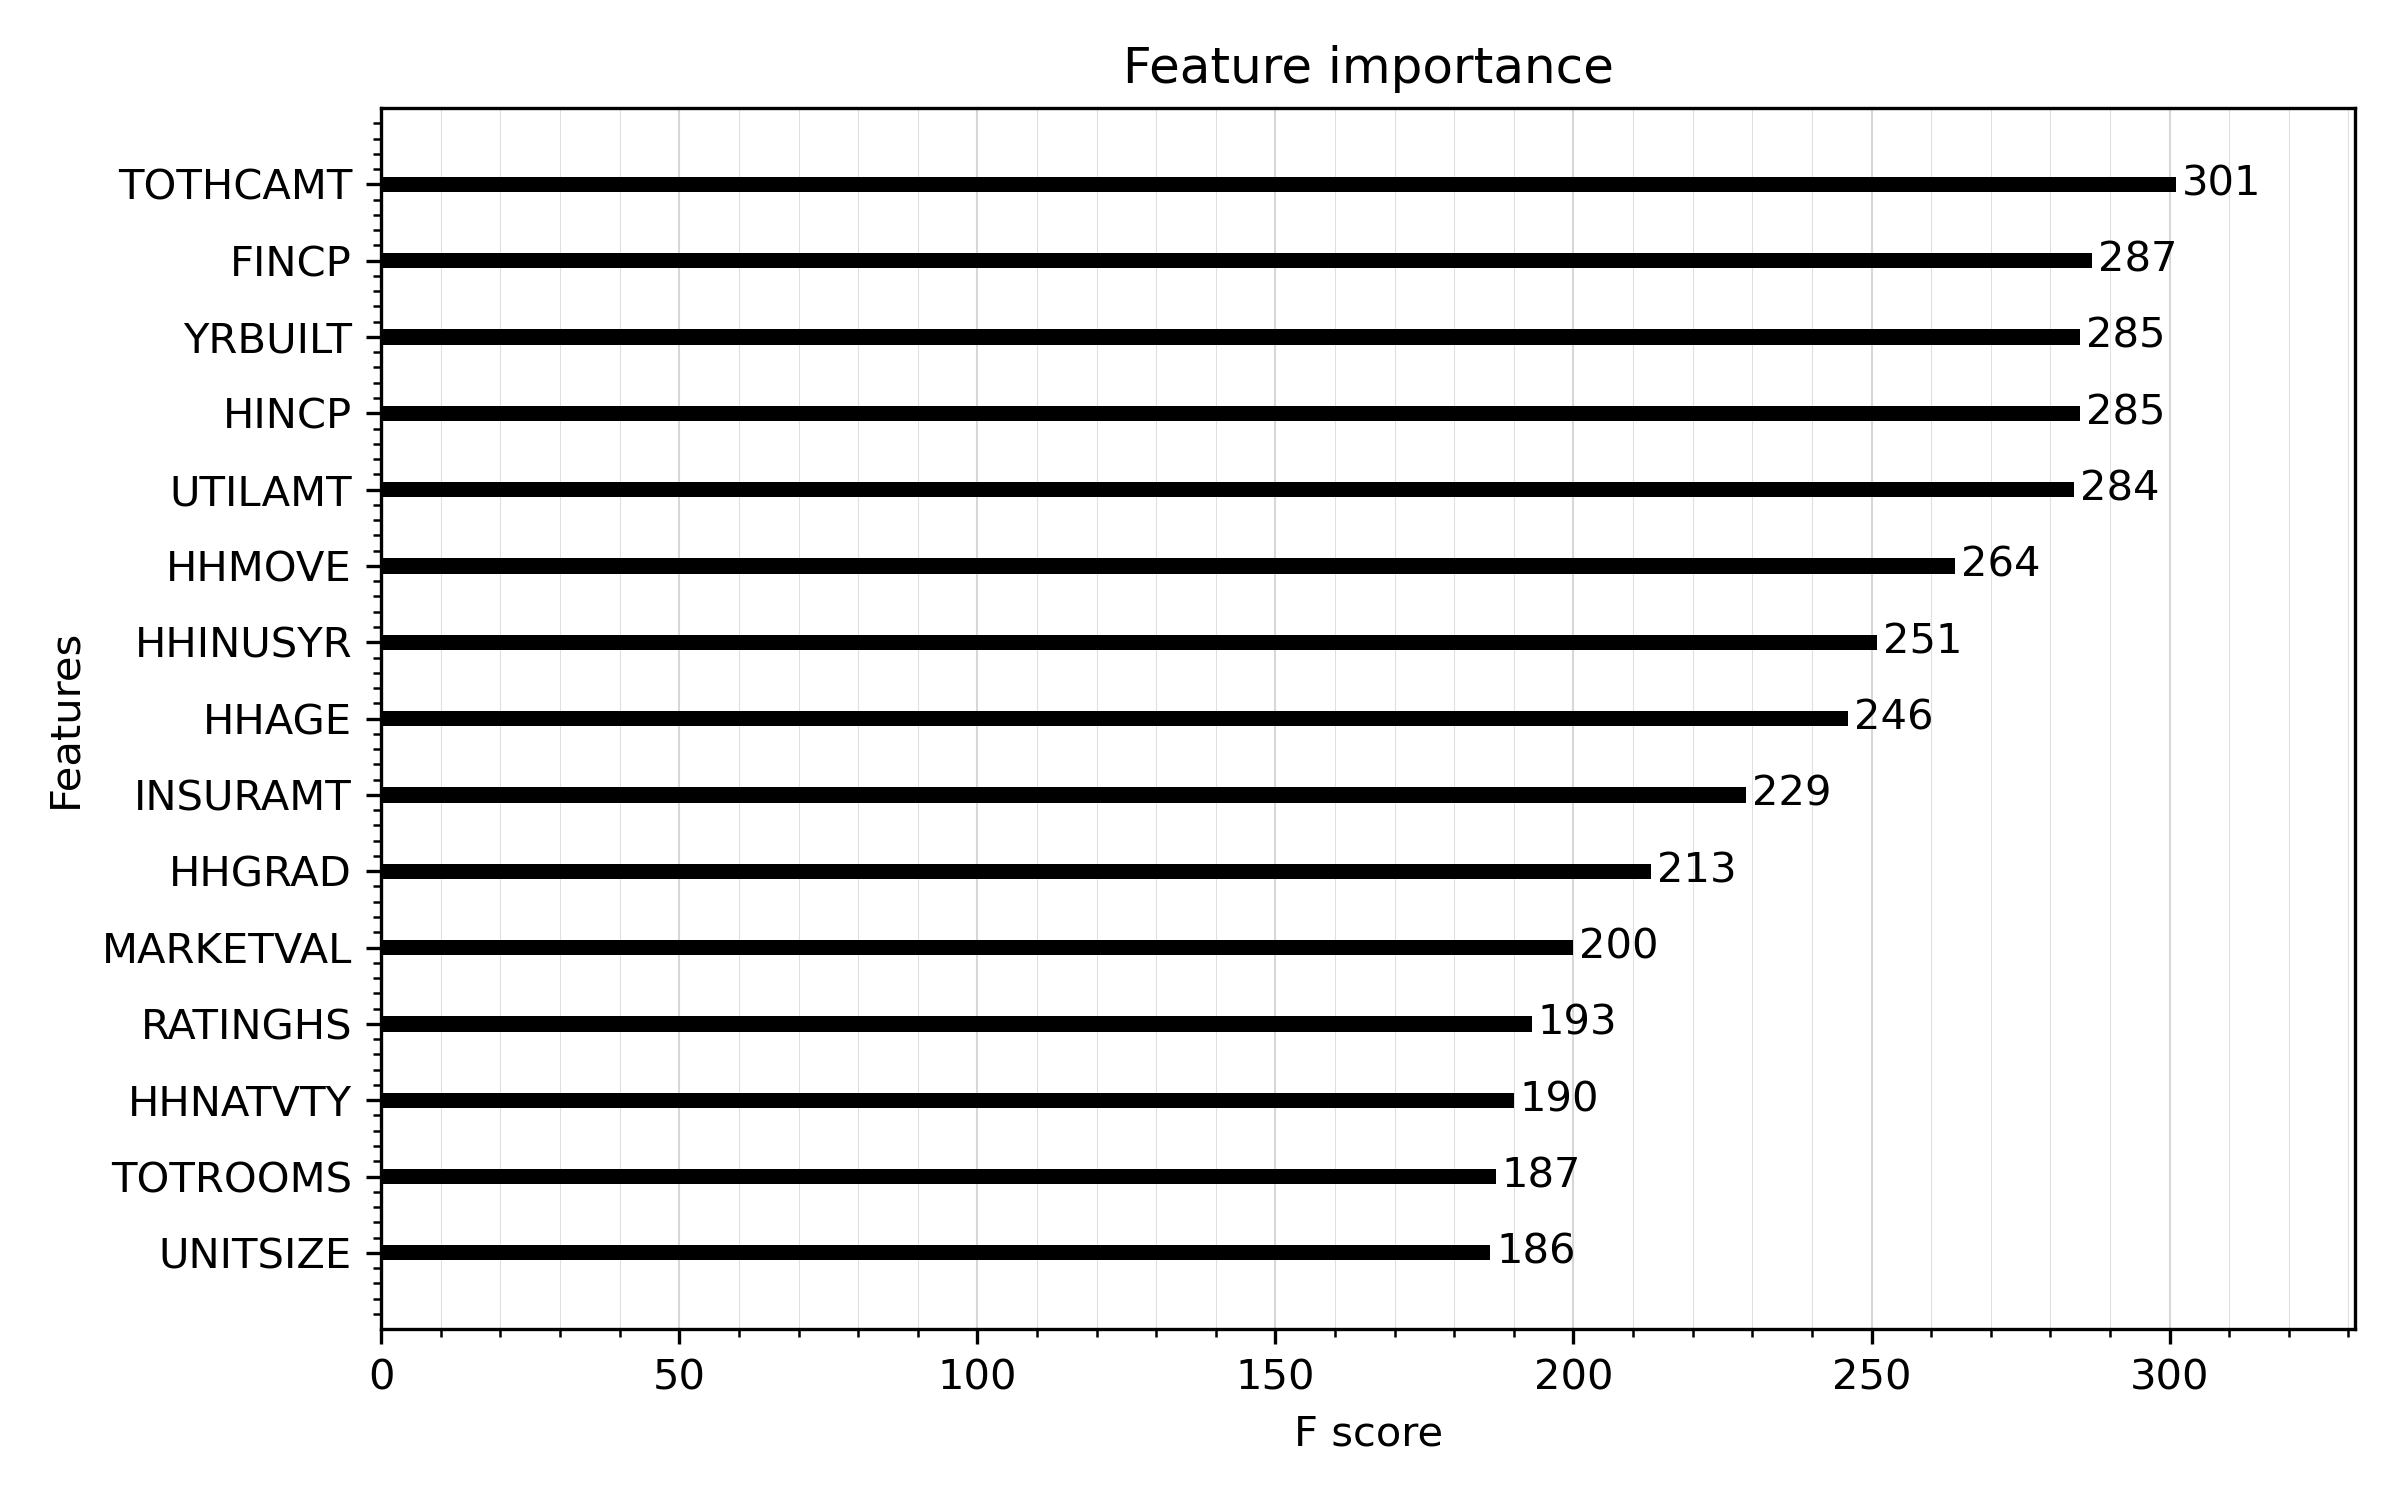 Feature importance
TOTHCAMT 301
FINCP 287
YRBUILT 285
HINCP 285
UTILAMT 284
HHMOVE 264
HHINUSYR 251
HHAGE 246
INSURAMT 229
HHGRAD 213
MARKETVAL 200
RATINGHS 193
HHNATVTY 190
TOTROOMS 187
UNITSIZE 186
Features
0 50 100 150 200 250 300
F score